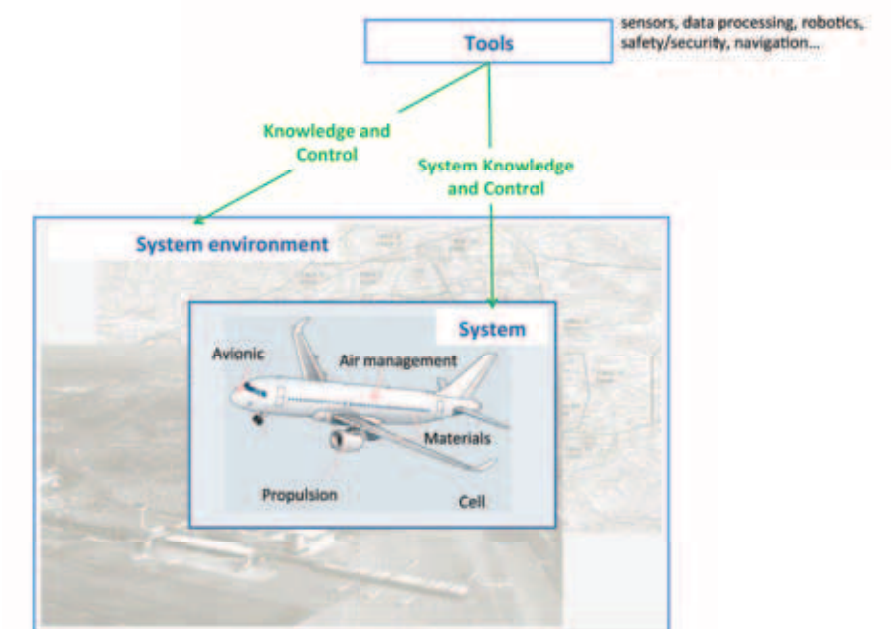 sensors, data processing, robotics,
Tools
safety/security, navigation...
Knowledge and
Control
System Knowledge
and Control
System environment
System
Avionic
Air management
Materials
Propulsion
Cell